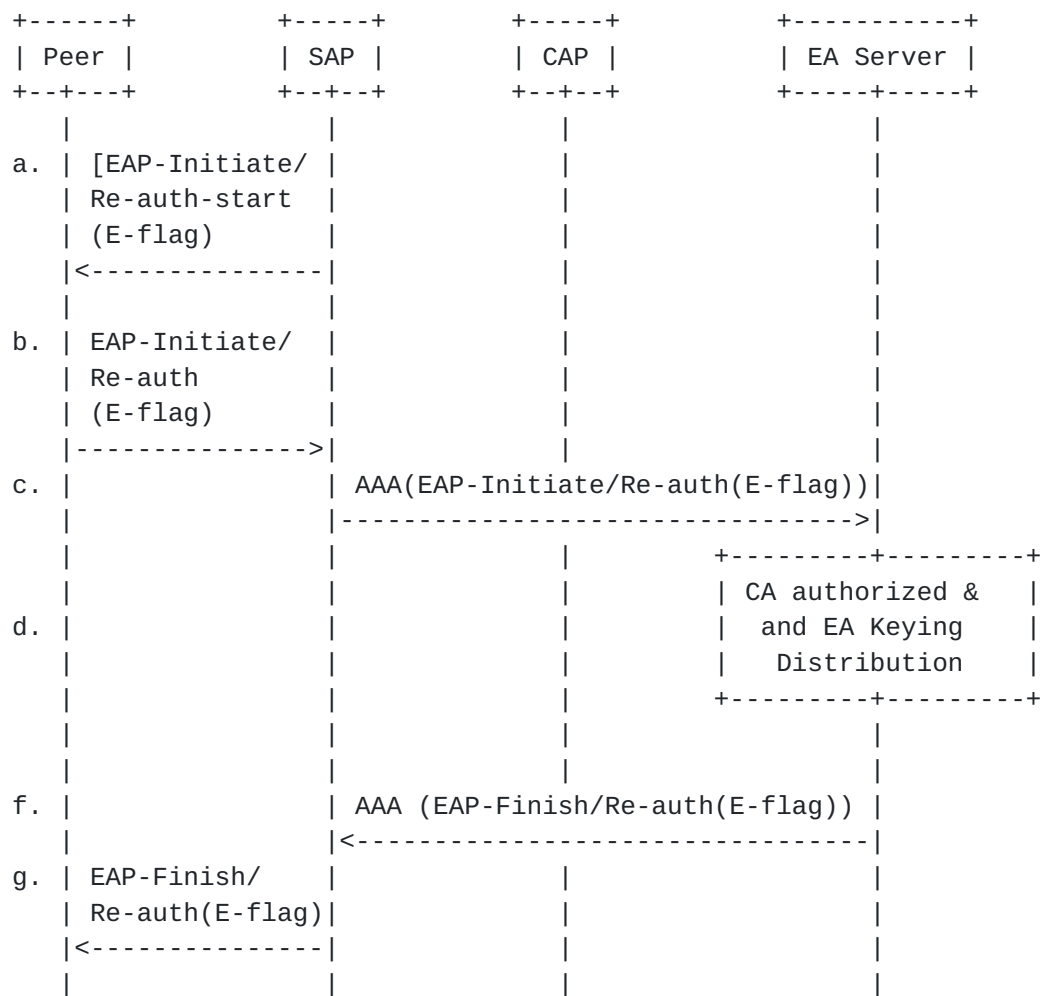 +------+         +-----+        +-----+          +-----------+
| Peer |         | SAP |        | CAP |          | EA Server |
+--+---+         +--+--+        +--+--+          +-----+-----+
   |                |              |                   |
a. | [EAP-Initiate/ |              |                   |
   | Re-auth-start  |              |                   |
   | (E-flag)       |              |                   |
   |<---------------|              |                   |
   |                |              |                   |
b. | EAP-Initiate/  |              |                   |
   | Re-auth        |              |                   |
   | (E-flag)       |              |                   |
   |--------------->|              |                   |
c. |                | AAA(EAP-Initiate/Re-auth(E-flag))|
   |                |--------------------------------->|
   |                |              |         +---------+---------+
   |                |              |         | CA authorized &   |
d. |                |              |         |  and EA Keying    |
   |                |              |         |   Distribution    |
   |                |              |         +---------+---------+
   |                |              |                   |
   |                |              |                   |
f. |                | AAA (EAP-Finish/Re-auth(E-flag)) |
   |                |<---------------------------------|
g. | EAP-Finish/    |              |                   |
   | Re-auth(E-flag)|              |                   |
   |<---------------|              |                   |
   |                |              |                   |